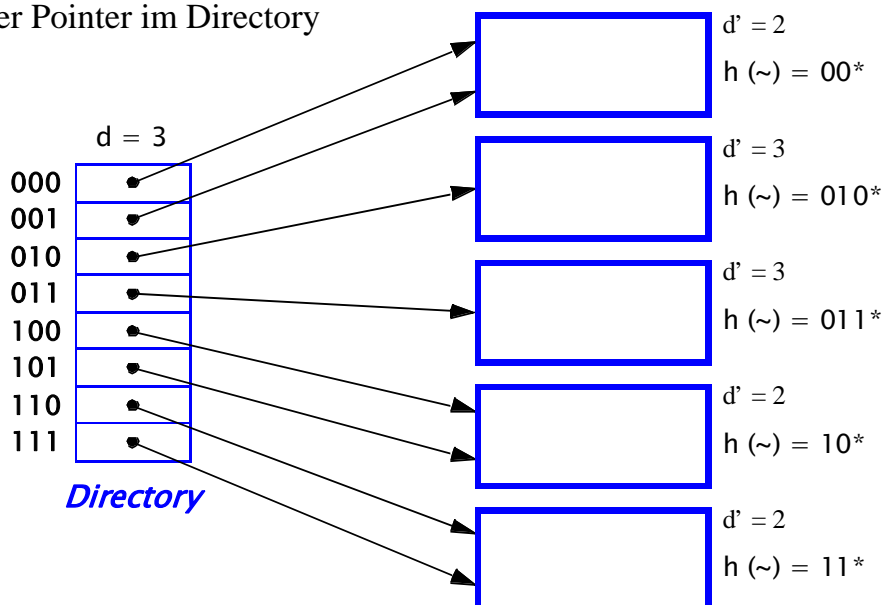 er Pointer im Directory
d = 3
000
001
010
011
100
101
110
111
Directory
d’ = 2
h (~) = 00*
d’ = 3
h (~) = 010*
d’ = 3
h (~) = 011*
d’ = 2
h (~) = 10*
d’ = 2
h (~) = 11*